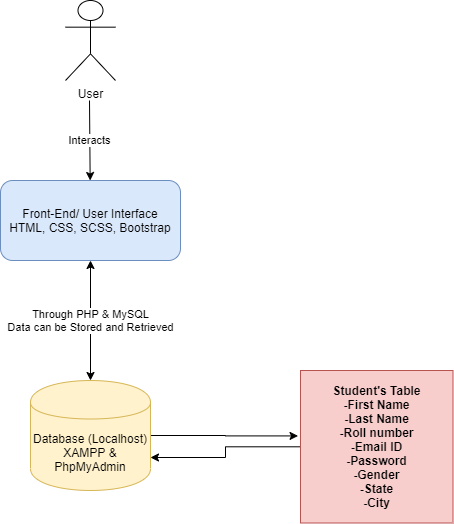 User
Interacts
Front-End/ User Interface
HTML, CSS, SCSS, Bootstrap
Through PHP & MySQL
Data can be Stored and Retrieved
Database (Localhost)
XAMPP &
PhpMyAdmin
Student's Table
-First Name
-Last Name
-Roll number
-Email ID
-Password
-Gender
-State
-City